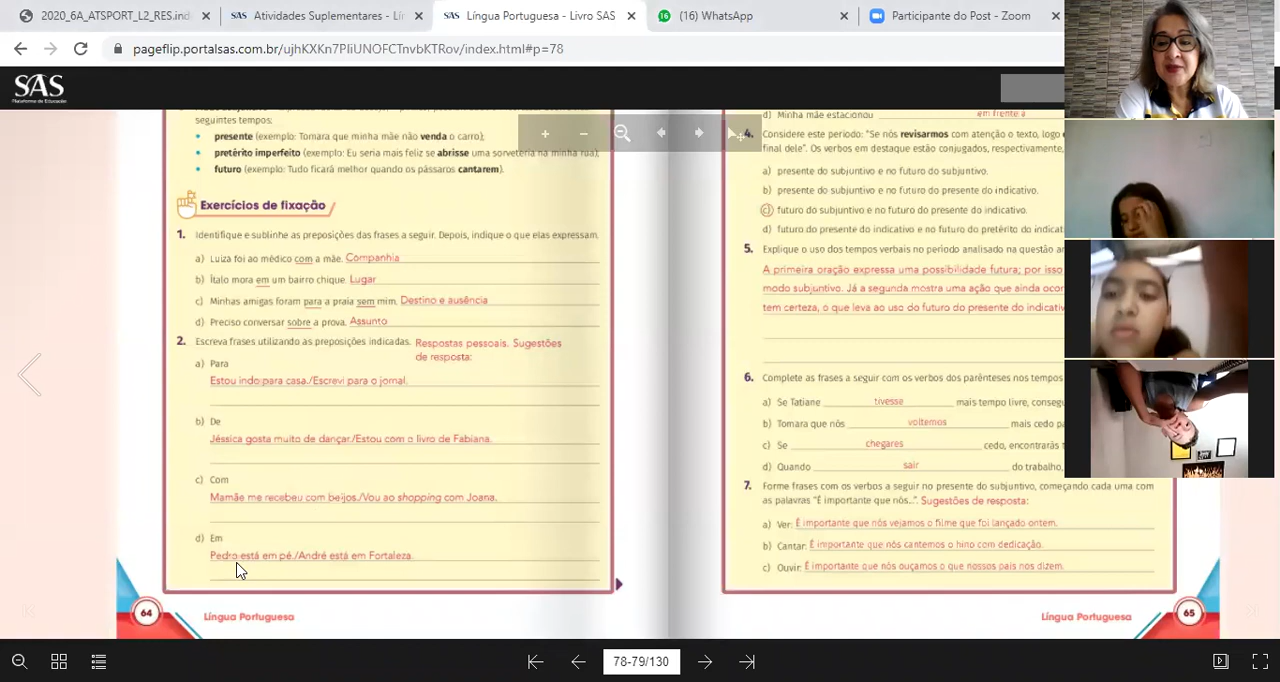 2020_6A_ATSPORT_L2_RES.ind
SAS Atividades Suplementares - Lí
SAS Língua Portuguesa - Livro SAS
(16) WhatsApp
Participante do Post - Zoom
pageflip.portalsas.com.br/ujhKXKn7PIiUNOFCTnvbKTRov/index.html#p=78
SAS
Plataforma de Educação
seguintes tempos:
• presente (exemplo: Tomara que minha mãe não venda o carro);
• pretérito imperfeito (exemplo: Eu seria mais feliz se abrisse uma sorveteria na minha rua);
• futuro (exemplo: Tudo ficará melhor quando os pássaros cantarem).
Exercícios de fixação
1. Identifique e sublinhe as preposições das frases a seguir. Depois, indique o que elas expressam.
a) Luiza foi ao médico com a mãe. Companhia
b) Ítalo mora em um bairro chique. Lugar
c) Minhas amigas foram para a praia sem mim. Destino e ausência
d) Preciso conversar sobre a prova. Assunto
2. Escreva frases utilizando as preposições indicadas. Respostas pessoais. Sugestões
de resposta:
a) Para
Estou indo para casa./Escrevi para o jornal.
b) De
Jéssica gosta muito de dançar./Estou com o livro de Fabiana.
c) Com
Mamãe me recebeu com beijos./Vou ao shopping com Joana.
d) Em
Pedro está em pé./André está em Fortaleza.
64 Língua Portuguesa
d) Minha mãe estacionou em frente a
4. Considere este período: "Se nós revisarmos com atenção o texto, logo
final dele". Os verbos em destaque estão conjugados, respectivamente,
a) presente do subjuntivo e no futuro do subjuntivo.
b) presente do subjuntivo e no futuro do presente do indicativo.
c) futuro do subjuntivo e no futuro do presente do indicativo.
d) futuro do presente do indicativo e no futuro do pretérito do indicat
5. Explique o uso dos tempos verbais no período analisado na questão an
A primeira oração expressa uma possibilidade futura; por isso
modo subjuntivo. Já a segunda mostra uma ação que ainda ocor
tem certeza, o que leva ao uso do futuro do presente do indicativ
6. Complete as frases a seguir com os verbos dos parênteses nos tempos
a) Se Tatiane tivesse mais tempo livre, conseg
b) Tomara que nós voltemos mais cedo pa
c) Se chegares cedo, encontrarás
d) Quando sair do trabalho,
7. Forme frases com os verbos a seguir no presente do subjuntivo, começando cada uma com
as palavras "É importante que nós...". Sugestões de resposta:
a) Ver: É importante que nós vejamos o filme que foi lançado ontem.
b) Cantar: É importante que nós cantemos o hino com dedicação.
c) Ouvir: É importante que nós ouçamos o que nossos pais nos dizem.
Língua Portuguesa 65
78-79/130